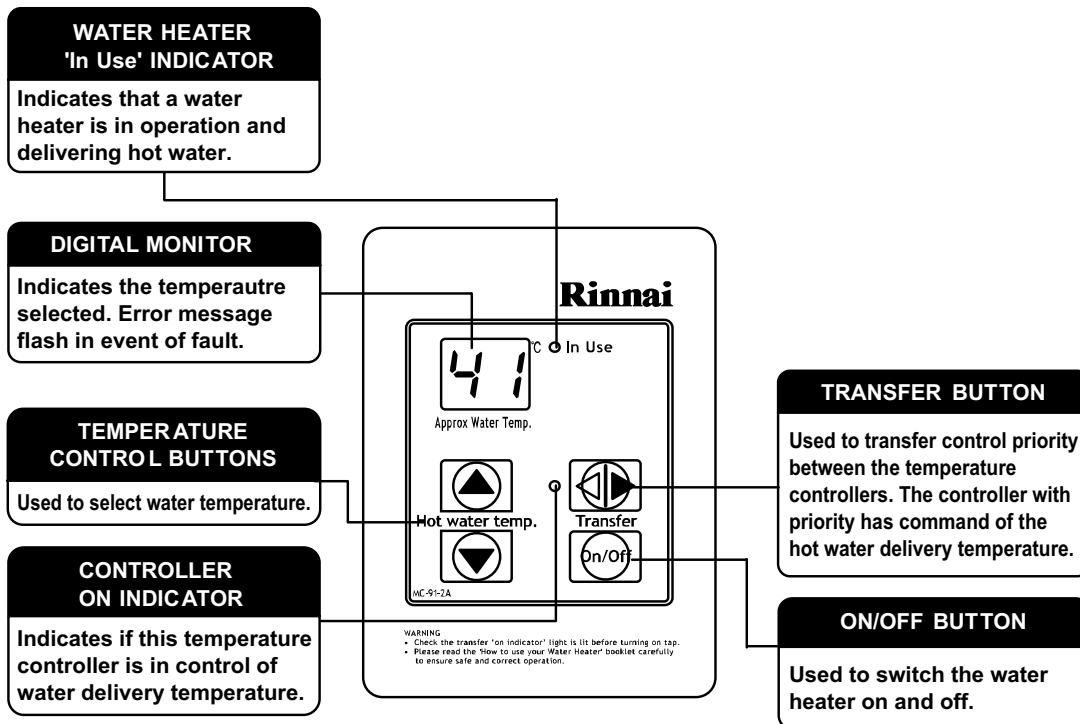 WATER HEATER
'In Use' INDICATOR
Indicates that a water
heater is in operation and
delivering hot water.
DIGITAL MONITOR
Indicates the temperautre
selected. Error message
flash in event of fault.
TEMPERATURE
CONTROL BUTTONS
Used to select water temperature.
CONTROLLER
ON INDICATOR
Indicates if this temperature
controller is in control of
water delivery temperature.
Rinnai
41 °C In Use
Approx Water Temp.
Hot water temp.
Transfer
On/Off
MC-91-2A
WARNING
• Check the transfer 'on indicator' light is lit before turning on tap.
• Please read the 'How to use your Water Heater' booklet carefully
to ensure safe and correct operation.
TRANSFER BUTTON
Used to transfer control priority
between the temperature
controllers. The controller with
priority has command of the
hot water delivery temperature.
ON/OFF BUTTON
Used to switch the water
heater on and off.